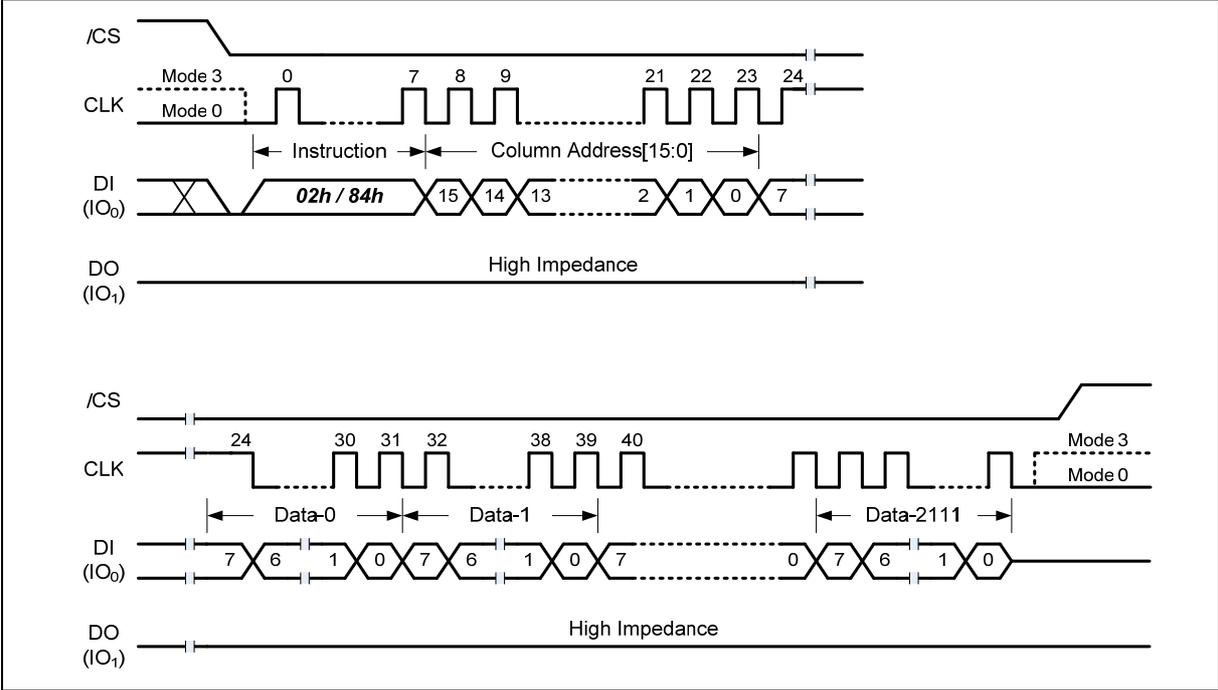 /CS
Mode 3 0 7 8 9 21 22 23 24
CLK
Mode 0
Instruction Column Address[15:0]
DI
(IO0) 02h / 84h 15 14 13 2 1 0 7
High Impedance
DO
(IO1)
/CS
24 30 31 32 38 39 40 Mode 3
CLK
Mode 0
Data-0 Data-1 Data-2111
DI
(IO0) 7 6 1 0 7 6 1 0 7 0 7 6 1 0
High Impedance
DO
(IO1)